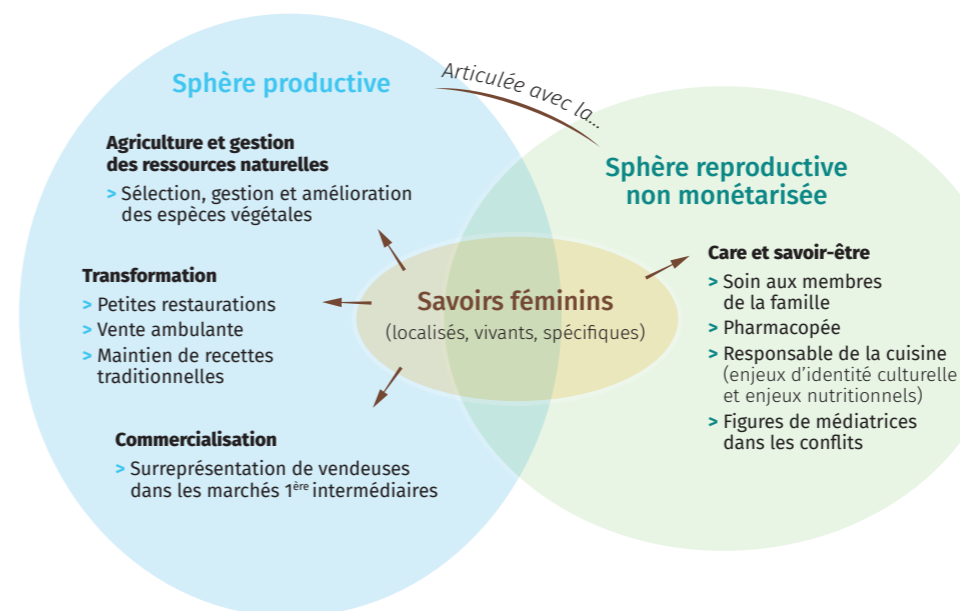 Sphère productive
Articulée avec la...
Agriculture et gestion
des ressources naturelles
> Sélection, gestion et amélioration
des espèces végétales
Transformation
> Petites restaurations
> Vente ambulante
> Maintien de recettes
traditionnelles
Commercialisation
> Surreprésentation de vendeuses
dans les marchés 1ère intermédiaires
Savoirs féminins
(localisés, vivants, spécifiques)
Sphère reproductive
non monétarisée
Care et savoir-être
> Soin aux membres
de la famille
> Pharmacopée
> Responsable de la cuisine
(enjeux d'identité culturelle
et enjeux nutritionnels)
> Figures de médiatrices
dans les conflits